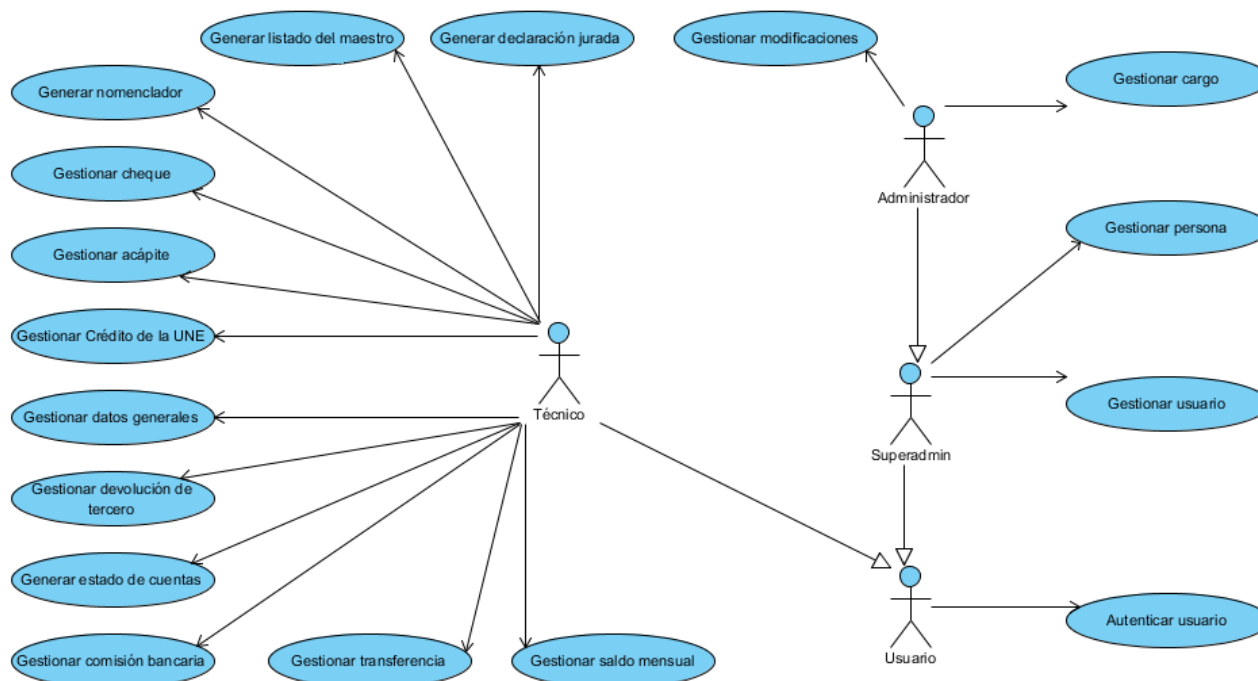 Generar listado del maestro
Generar declaración jurada
Gestionar modificaciones
Gestionar cargo
Generar nomenclador
Gestionar cheque
Administrador
Gestionar persona
Gestionar acápite
Gestionar Crédito de la UNE
Gestionar datos generales
Técnico
Gestionar usuario
Superadmin
Gestionar devolución de
tercero
Generar estado de cuentas
Autenticar usuario
Gestionar comisión bancaria
Gestionar transferencia
Gestionar saldo mensual
Usuario